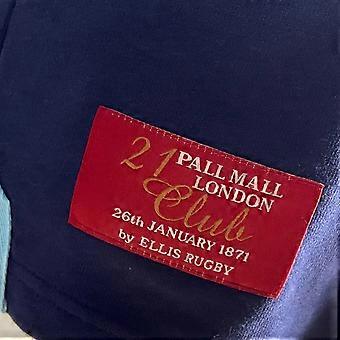 21 Club
PALL MALL
LONDON
26th JANUARY 1871
by ELLIS RUGBY